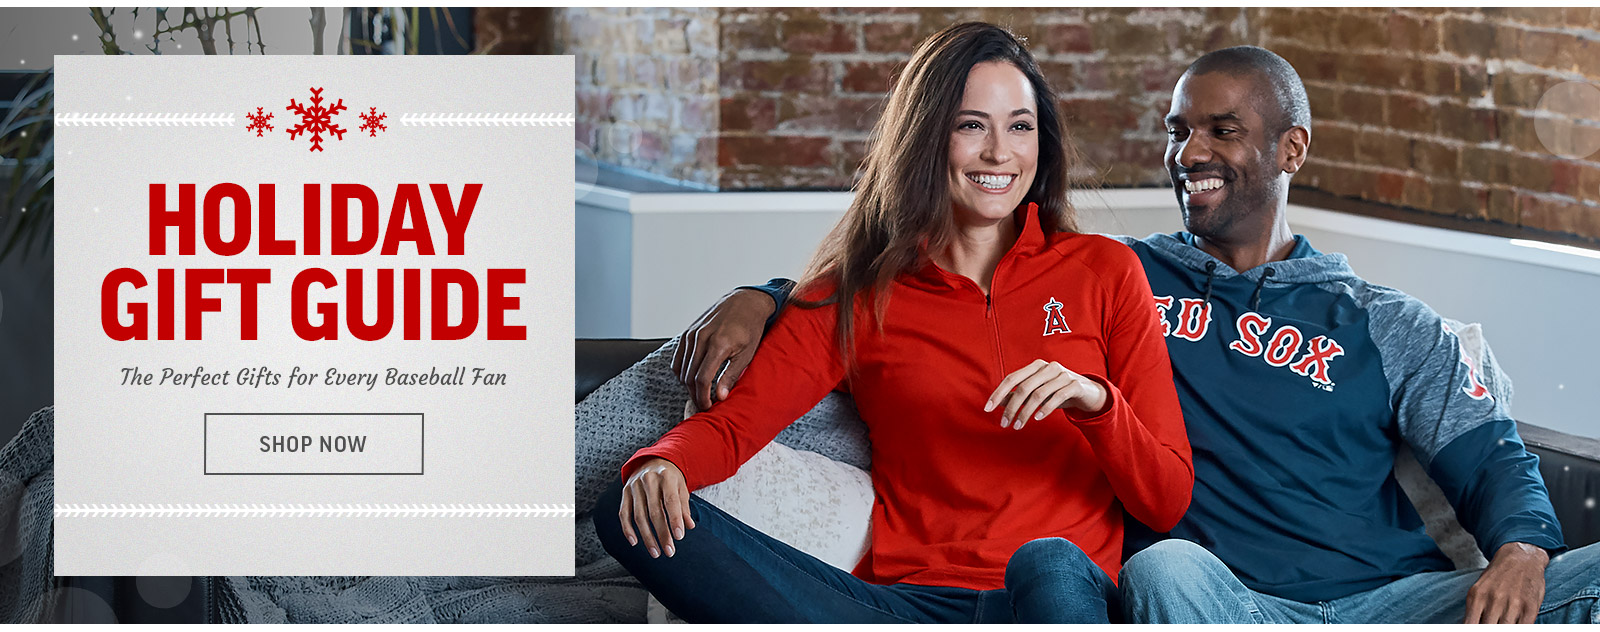 HOLIDAY
GIFT GUIDE
The Perfect Gifts for Every Baseball Fan
SHOP NOW
A
ED SOX